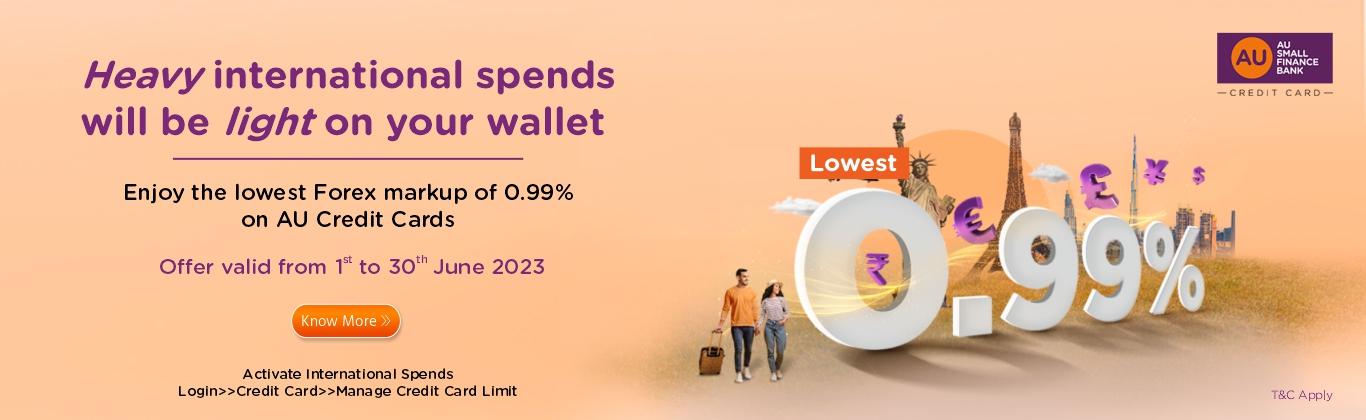 Heavy international spends
will be light on your wallet
Enjoy the lowest Forex markup of 0.99%
on AU Credit Cards
Offer valid from 1st to 30th June 2023
Know More »
Activate International Spends
Login>>Credit Card>>Manage Credit Card Limit
AU
AU
SMALL
FINANCE
BANK
CREDIT CARD
Lowest
0.99%
₹
€
£
¥
$
T&C Apply